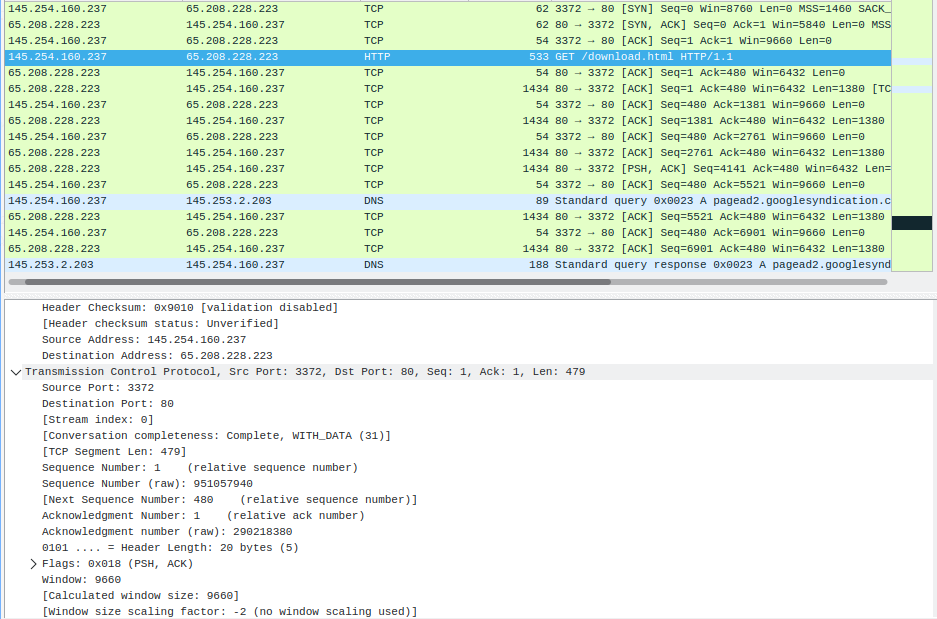 145.254.160.237 65.208.228.223 TCP 62 3372 → 80 [SYN] Seq=0 Win=8760 Len=0 MSS=1460 SACK_
65.208.228.223 145.254.160.237 TCP 62 80 → 3372 [SYN, ACK] Seq=0 Ack=1 Win=5840 Len=0 MSS
145.254.160.237 65.208.228.223 TCP 54 3372 → 80 [ACK] Seq=1 Ack=1 Win=9660 Len=0
145.254.160.237 65.208.228.223 HTTP 533 GET /download.html HTTP/1.1
65.208.228.223 145.254.160.237 TCP 54 80 → 3372 [ACK] Seq=1 Ack=480 Win=6432 Len=0
65.208.228.223 145.254.160.237 TCP 1434 80 → 3372 [ACK] Seq=1 Ack=480 Win=6432 Len=1380 [TC
145.254.160.237 65.208.228.223 TCP 54 3372 → 80 [ACK] Seq=480 Ack=1381 Win=9660 Len=0
65.208.228.223 145.254.160.237 TCP 1434 80 → 3372 [ACK] Seq=1381 Ack=480 Win=6432 Len=1380
145.254.160.237 65.208.228.223 TCP 54 3372 → 80 [ACK] Seq=480 Ack=2761 Win=9660 Len=0
65.208.228.223 145.254.160.237 TCP 1434 80 → 3372 [ACK] Seq=2761 Ack=480 Win=6432 Len=1380
65.208.228.223 145.254.160.237 TCP 1434 80 → 3372 [PSH, ACK] Seq=4141 Ack=480 Win=6432 Len=
145.254.160.237 65.208.228.223 TCP 54 3372 → 80 [ACK] Seq=480 Ack=5521 Win=9660 Len=0
145.254.160.237 145.253.2.203 DNS 89 Standard query 0x0023 A pagead2.googlesyndication.c
65.208.228.223 145.254.160.237 TCP 1434 80 → 3372 [ACK] Seq=5521 Ack=480 Win=6432 Len=1380
145.254.160.237 65.208.228.223 TCP 54 3372 → 80 [ACK] Seq=480 Ack=6901 Win=9660 Len=0
65.208.228.223 145.254.160.237 TCP 1434 80 → 3372 [ACK] Seq=6901 Ack=480 Win=6432 Len=1380
145.253.2.203 145.254.160.237 DNS 188 Standard query response 0x0023 A pagead2.googlesynd
Header Checksum: 0x9010 [validation disabled]
[Header checksum status: Unverified]
Source Address: 145.254.160.237
Destination Address: 65.208.228.223
Transmission Control Protocol, Src Port: 3372, Dst Port: 80, Seq: 1, Ack: 1, Len: 479
Source Port: 3372
Destination Port: 80
[Stream index: 0]
[Conversation completeness: Complete, WITH_DATA (31)]
[TCP Segment Len: 479]
Sequence Number: 1 (relative sequence number)
Sequence Number (raw): 951057940
[Next Sequence Number: 480 (relative sequence number)]
Acknowledgment Number: 1 (relative ack number)
Acknowledgment number (raw): 290218380
0101 .... = Header Length: 20 bytes (5)
Flags: 0x018 (PSH, ACK)
Window: 9660
[Calculated window size: 9660]
[Window size scaling factor: -2 (no window scaling used)]